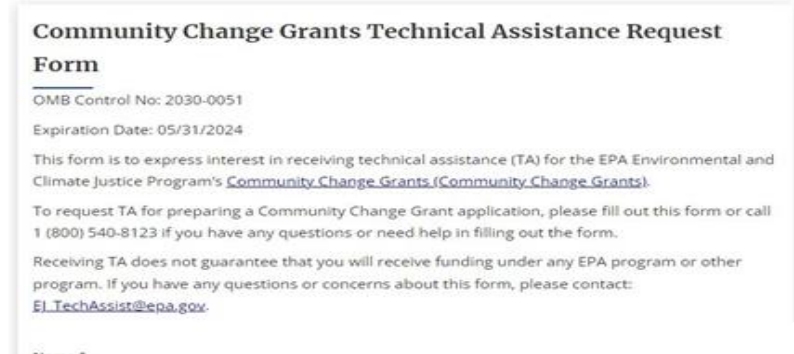 Community Change Grants Technical Assistance Request
Form
OMB Control No: 2030-0051
Expiration Date: 05/31/2024
This form is to express interest in receiving technical assistance (TA) for the EPA Environmental and
Climate Justice Program's Community Change Grants (Community Change Grants).
To request TA for preparing a Community Change Grant application, please fill out this form or call
1 (800) 540-8123 if you have any questions or need help in filling out the form.
Receiving TA does not guarantee that you will receive funding under any EPA program or other
program. If you have any questions or concerns about this form, please contact:
EJ_TechAssist@epa.gov.